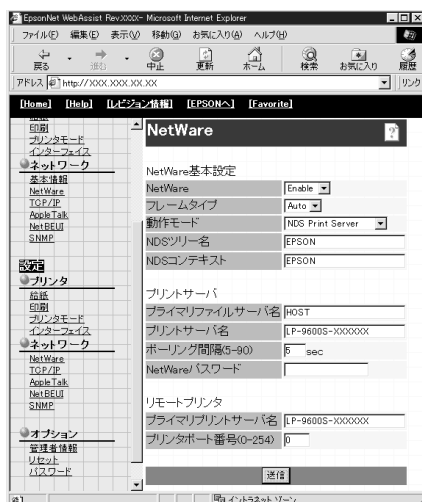 EpsonNet WebAssist Rev.XXXX- Microsoft Internet Explorer
ファイル(F) 編集(E) 表示(V) 移動(G) お気に入り(A) ヘルプ(H)
戻る 進む 中止 更新 ホーム 検索 お気に入り 履歴
アドレス http://XXX.XXX.XX.XX リンク
[Home] [Help] [レビジョン情報] [EPSONへ] [Favorite]
給紙
印刷
プリンタモード
インターフェイス
ネットワーク
基本情報
NetWare
TCP/IP
AppleTalk
NetBEUI
SNMP
設定
プリンタ
給紙
印刷
プリンタモード
インターフェイス
ネットワーク
NetWare
TCP/IP
AppleTalk
NetBEUI
SNMP
オプション
管理者情報
リセット
パスワード
NetWare ?
NetWare基本設定
NetWare Enable
フレームタイプ Auto
動作モード NDS Print Server
NDSツリー名 EPSON
NDSコンテキスト EPSON
プリントサーバ
プライマリファイルサーバ名 HOST
プリントサーバ名 LP-9600S-XXXXXX
ポーリング間隔(5-90) 5 sec
NetWareパスワード
リモートプリンタ
プライマリプリントサーバ名 LP-9600S-XXXXXX
プリンタポート番号(0-254) 0
送信
イントラネット ゾーン